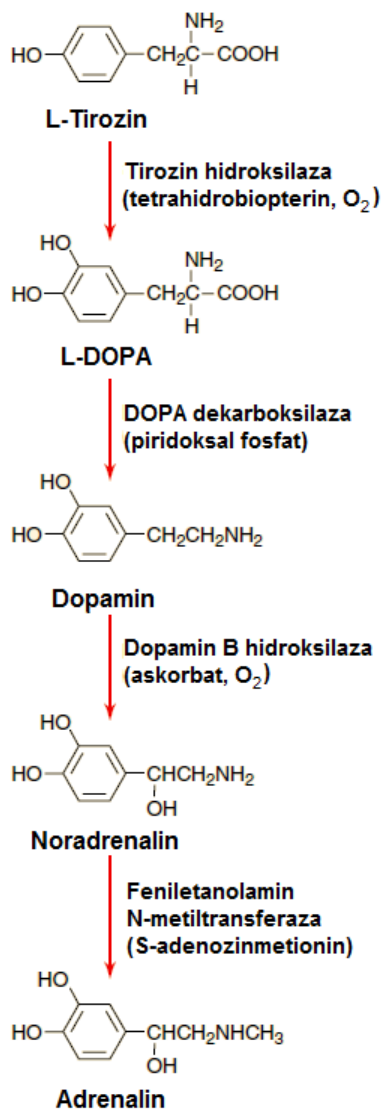 NH₂
HO CH₂C COOH
H
L-Tirozin
Tirozin hidroksilaza
(tetrahidrobiopterin, O₂)
HO NH₂
HO CH₂C COOH
H
L-DOPA
DOPA dekarboksilaza
(piridoksal fosfat)
HO
HO CH₂CH₂NH₂
Dopamin
Dopamin B hidroksilaza
(askorbat, O₂)
HO
HO CHCH₂NH₂
OH
Noradrenalin
Feniletanolamin
N-metiltransferaza
(S-adenozinmetionin)
HO
HO CHCH₂NHCH₃
OH
Adrenalin